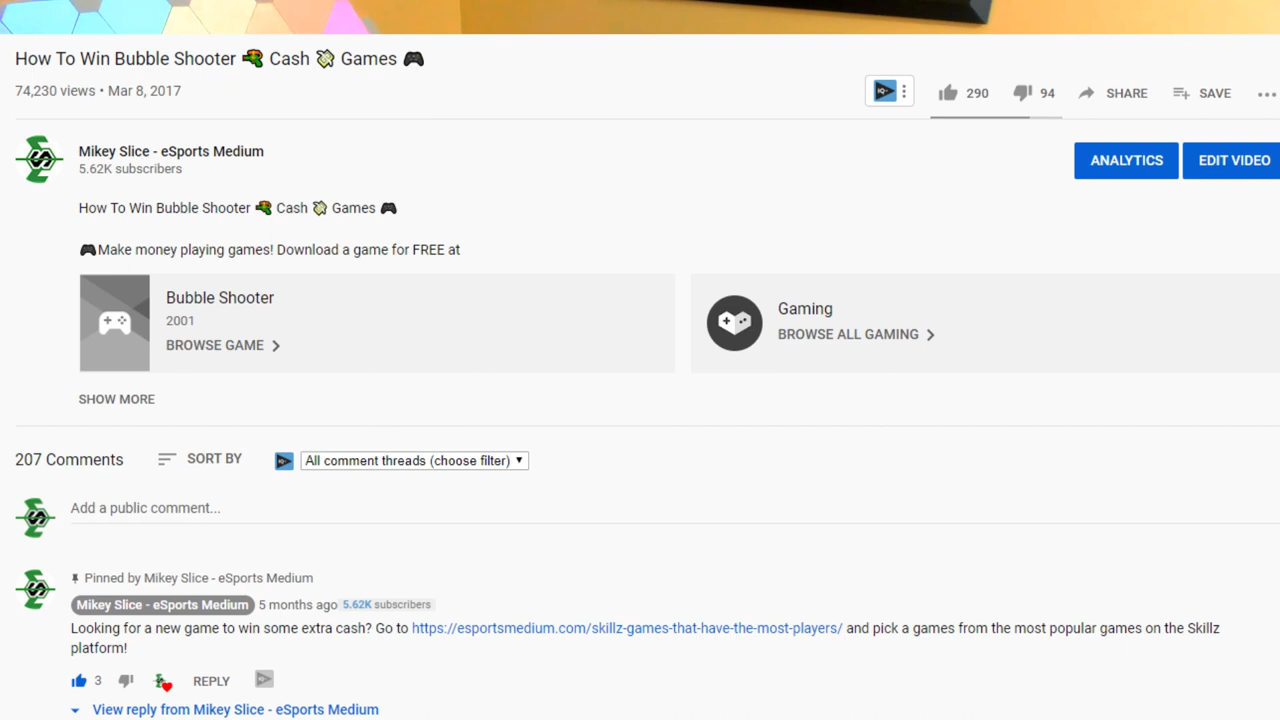 How To Win Bubble Shooter 🔫 Cash 💸 Games 🎮
74,230 views • Mar 8, 2017
290 94 SHARE SAVE
Mikey Slice - eSports Medium
5.62K subscribers
ANALYTICS EDIT VIDEO
How To Win Bubble Shooter 🔫 Cash 💸 Games 🎮
🎮Make money playing games! Download a game for FREE at
Bubble Shooter
2001
BROWSE GAME
Gaming
BROWSE ALL GAMING
SHOW MORE
207 Comments SORT BY All comment threads (choose filter)
Add a public comment...
Pinned by Mikey Slice - eSports Medium
Mikey Slice - eSports Medium 5 months ago 5.62K subscribers
Looking for a new game to win some extra cash? Go to https://esportsmedium.com/skillz-games-that-have-the-most-players/ and pick a games from the most popular games on the Skillz
platform!
3 REPLY
View reply from Mikey Slice - eSports Medium